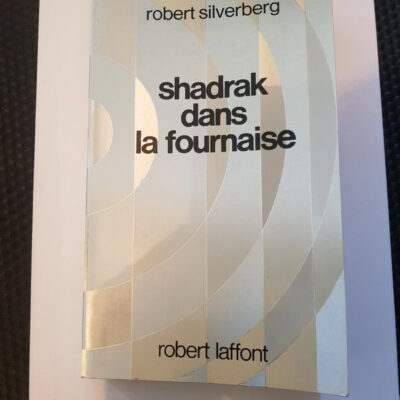 robert silverberg
shadrak
dans
la fournaise
robert laffont